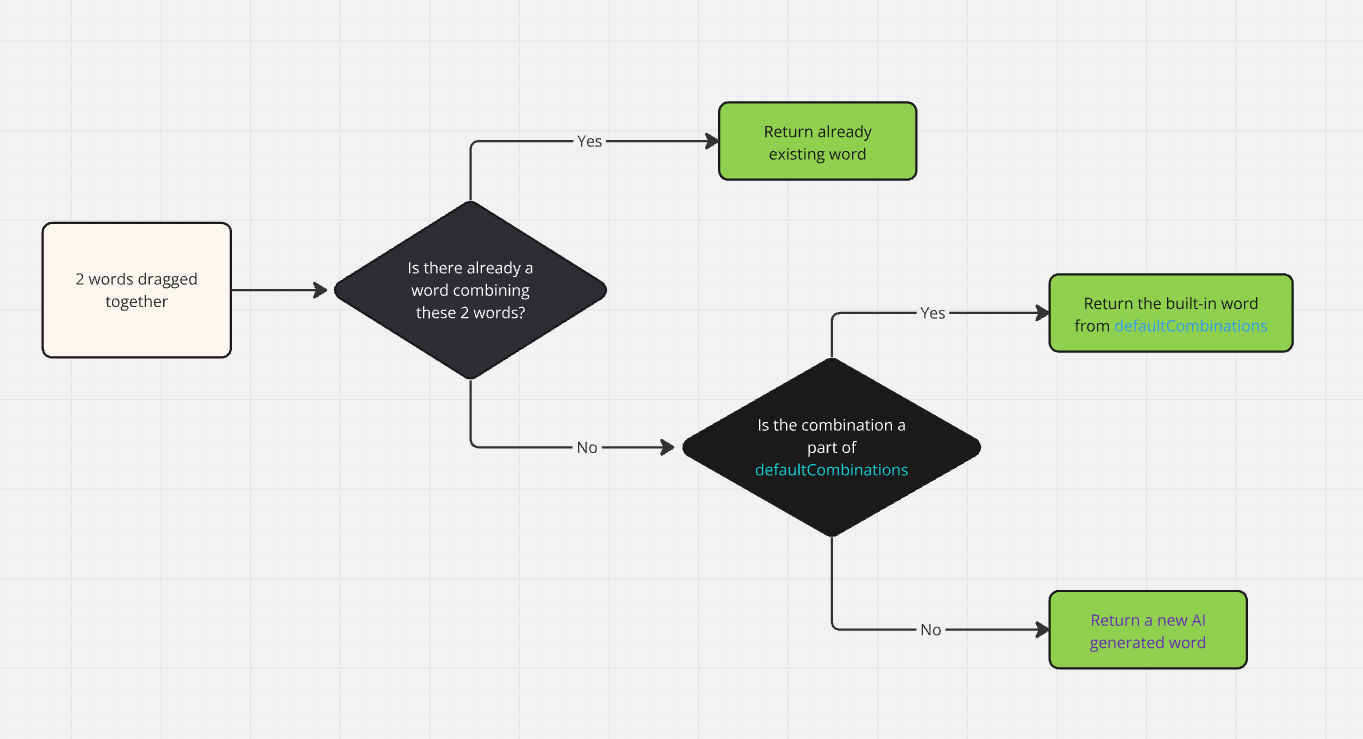 Yes
Return already
existing word
2 words dragged
together
Is there already a
word combining
these 2 words?
Yes
Return the built-in word
from defaultCombinations
No
Is the combination a
part of
defaultCombinations
No
Return a new AI
generated word